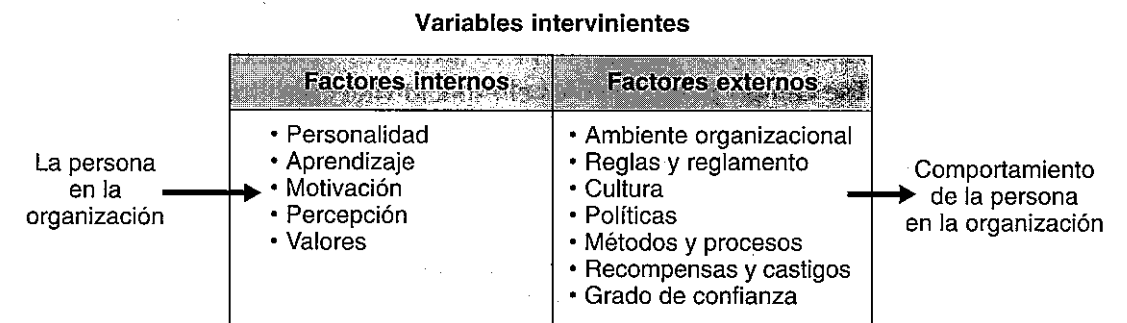 Variables intervinientes
Factores internos
Factores externos
La persona
en la
organización
• Personalidad
• Aprendizaje
• Motivación
• Percepción
• Valores
• Ambiente organizacional
• Reglas y reglamento
• Cultura
• Políticas
• Métodos y procesos
• Recompensas y castigos
• Grado de confianza
Comportamiento
de la persona
en la organización